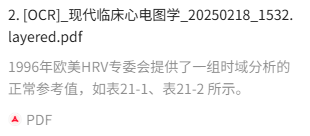 2. [OCR]_现代临床心电图学_20250218_1532.
layered.pdf
1996年欧美HRV专委会提供了一组时域分析的
正常参考值，如表21-1、表21-2 所示。
PDF